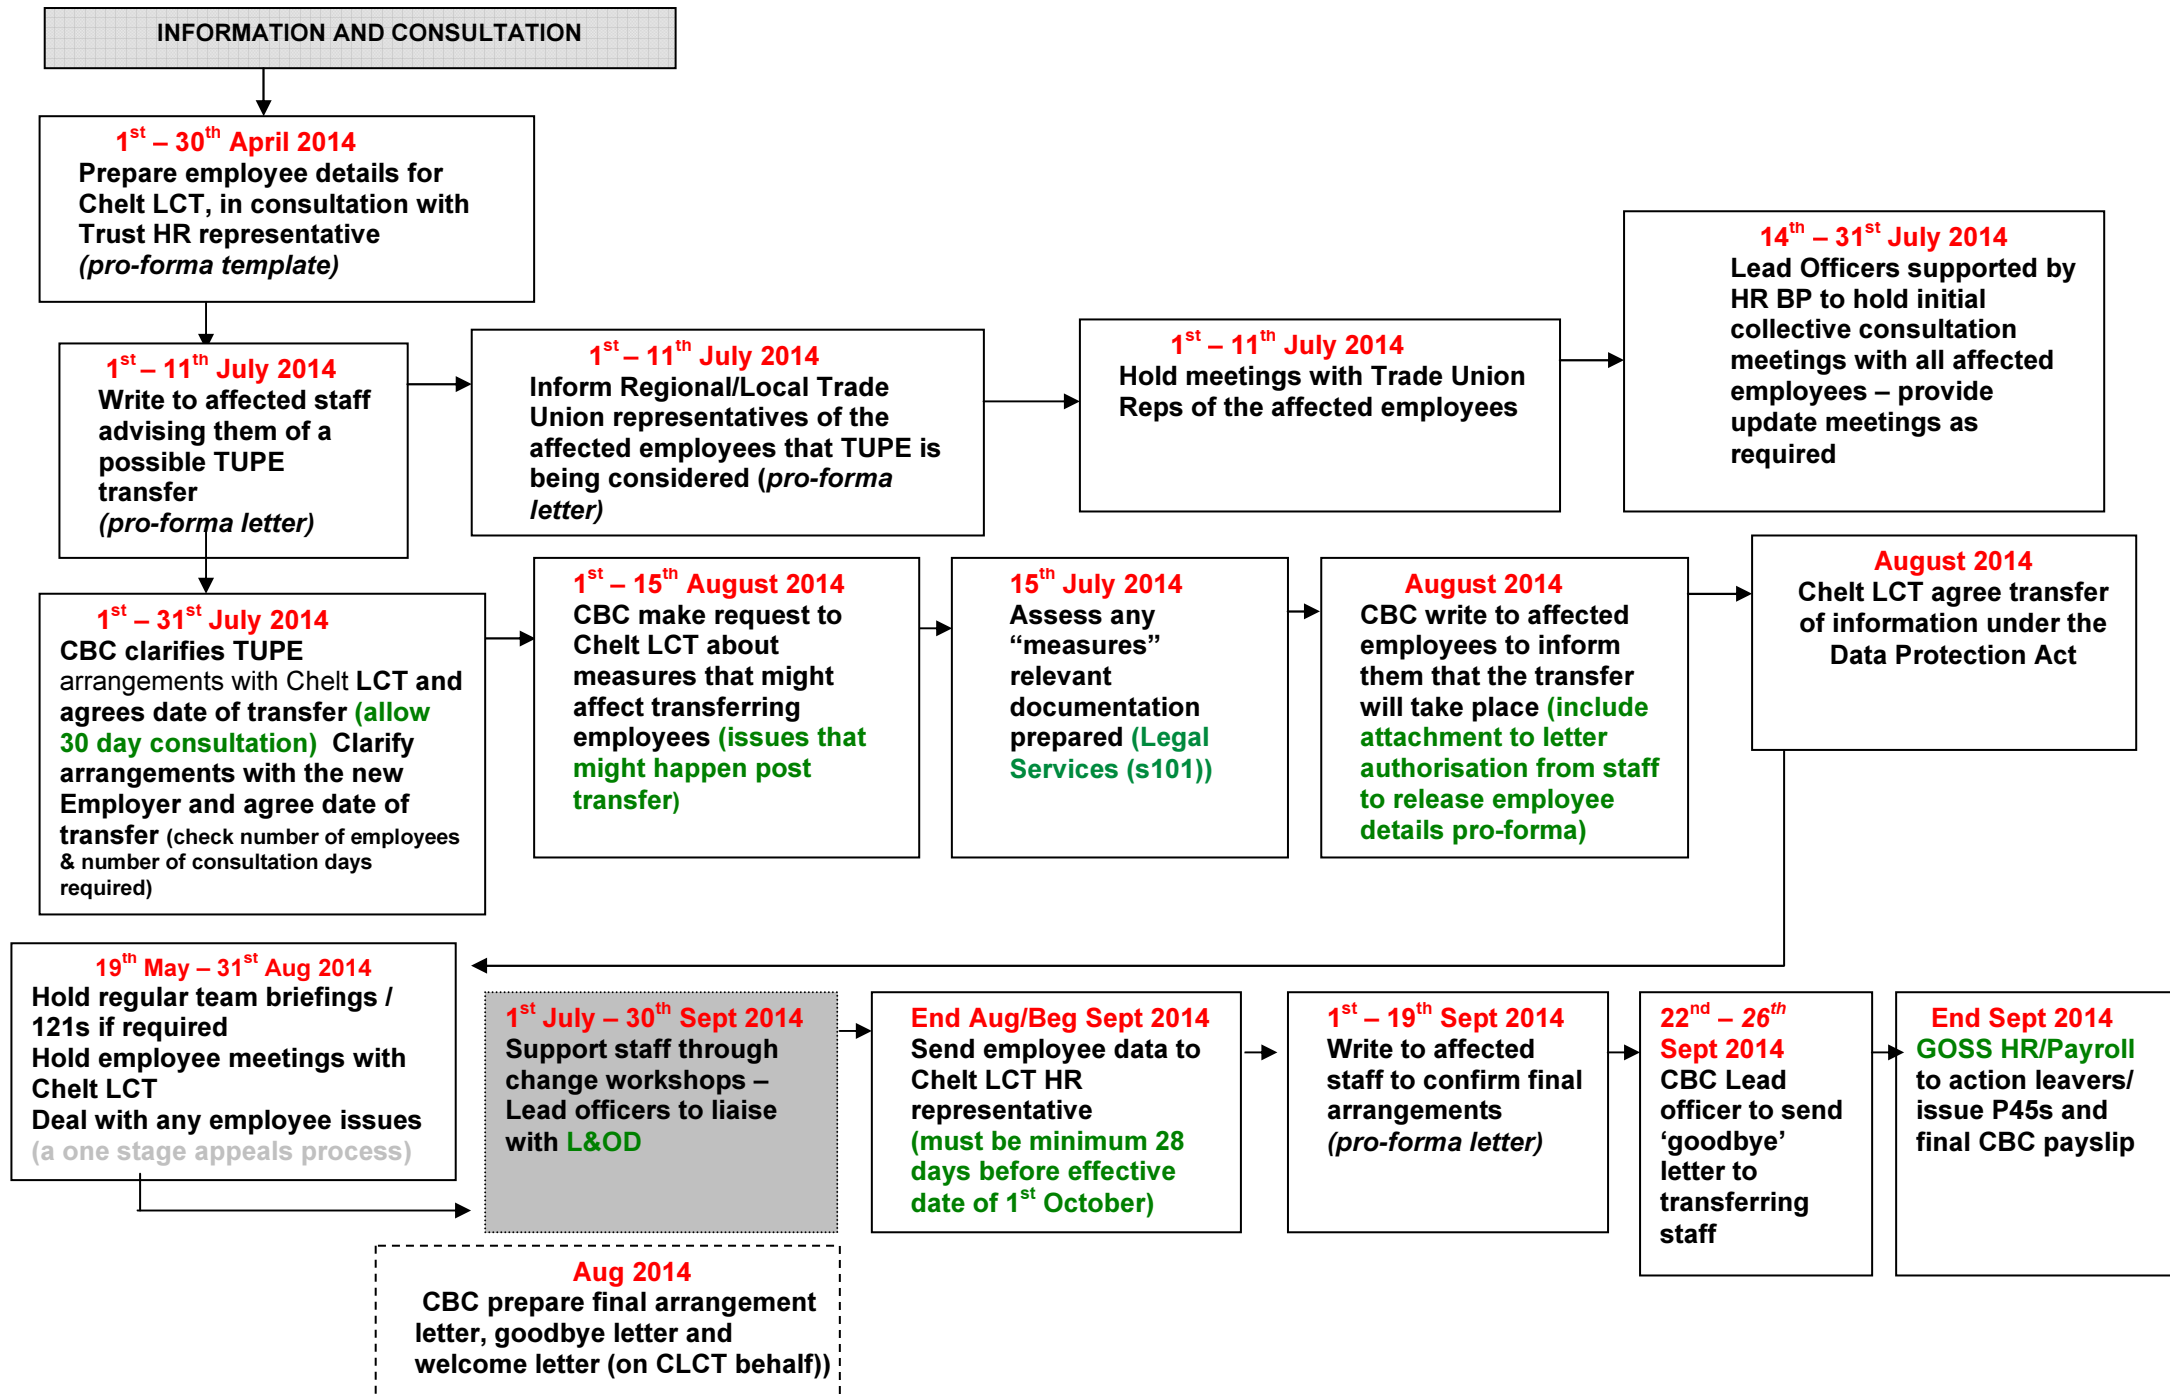 INFORMATION AND CONSULTATION
1st – 30th April 2014
Prepare employee details for
Chelt LCT, in consultation with
Trust HR representative
(pro-forma template)
1st – 11th July 2014
Write to affected staff
advising them of a
possible TUPE
transfer
(pro-forma letter)
1st – 11th July 2014
Inform Regional/Local Trade
Union representatives of the
affected employees that TUPE is
being considered (pro-forma
letter)
1st – 11th July 2014
Hold meetings with Trade Union
Reps of the affected employees
14th – 31st July 2014
Lead Officers supported by
HR BP to hold initial
collective consultation
meetings with all affected
employees – provide
update meetings as
required
1st – 31st July 2014
CBC clarifies TUPE
arrangements with Chelt LCT and
agrees date of transfer (allow
30 day consultation) Clarify
arrangements with the new
Employer and agree date of
transfer (check number of employees
& number of consultation days
required)
1st – 15th August 2014
CBC make request to
Chelt LCT about
measures that might
affect transferring
employees (issues that
might happen post
transfer)
15th July 2014
Assess any
“measures”
relevant
documentation
prepared (Legal
Services (s101))
August 2014
CBC write to affected
employees to inform
them that the transfer
will take place (include
attachment to letter
authorisation from staff
to release employee
details pro-forma)
August 2014
Chelt LCT agree transfer
of information under the
Data Protection Act
19th May – 31st Aug 2014
Hold regular team briefings /
121s if required
Hold employee meetings with
Chelt LCT
Deal with any employee issues
(a one stage appeals process)
1st July – 30th Sept 2014
Support staff through
change workshops –
Lead officers to liaise
with L&OD
End Aug/Beg Sept 2014
Send employee data to
Chelt LCT HR
representative
(must be minimum 28
days before effective
date of 1st October)
1st – 19th Sept 2014
Write to affected
staff to confirm final
arrangements
(pro-forma letter)
22nd – 26th
Sept 2014
CBC Lead
officer to send
‘goodbye’
letter to
transferring
staff
End Sept 2014
GOSS HR/Payroll
to action leavers/
issue P45s and
final CBC payslip
Aug 2014
CBC prepare final arrangement
letter, goodbye letter and
welcome letter (on CLCT behalf))